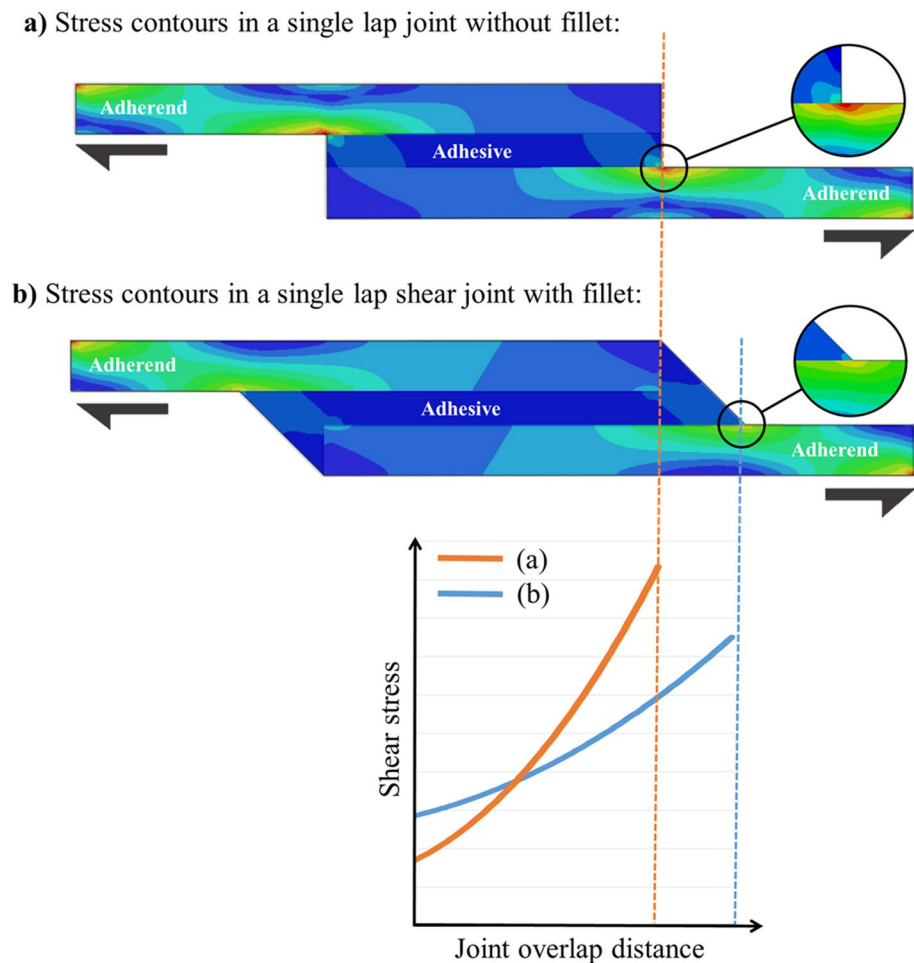 a) Stress contours in a single lap joint without fillet:
Adherend
Adhesive
Adherend
b) Stress contours in a single lap shear joint with fillet:
Adherend
Adhesive
Adherend
(a)
(b)
Shear stress
Joint overlap distance